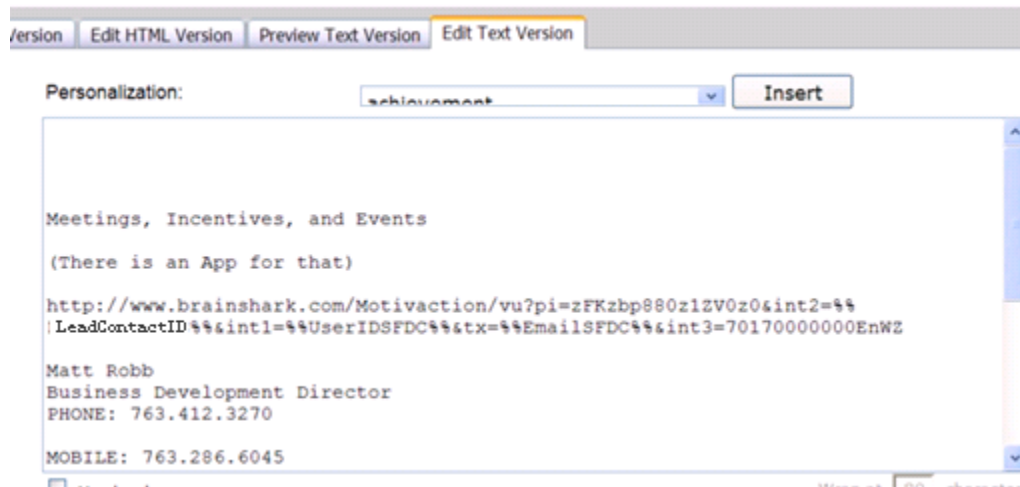 Version Edit HTML Version Preview Text Version Edit Text Version
Personalization: achievement Insert
Meetings, Incentives, and Events
(There is an App for that)
http://www.brainshark.com/Motivaction/vu?pi=zFKzbp880z1ZV0z0&int2=%%
LeadContactID%%&int1=%%UserIDSFDC%%&tx=%%EmailSFDC%%&int3=70170000000EnWZ
Matt Robb
Business Development Director
PHONE: 763.412.3270
MOBILE: 763.286.6045